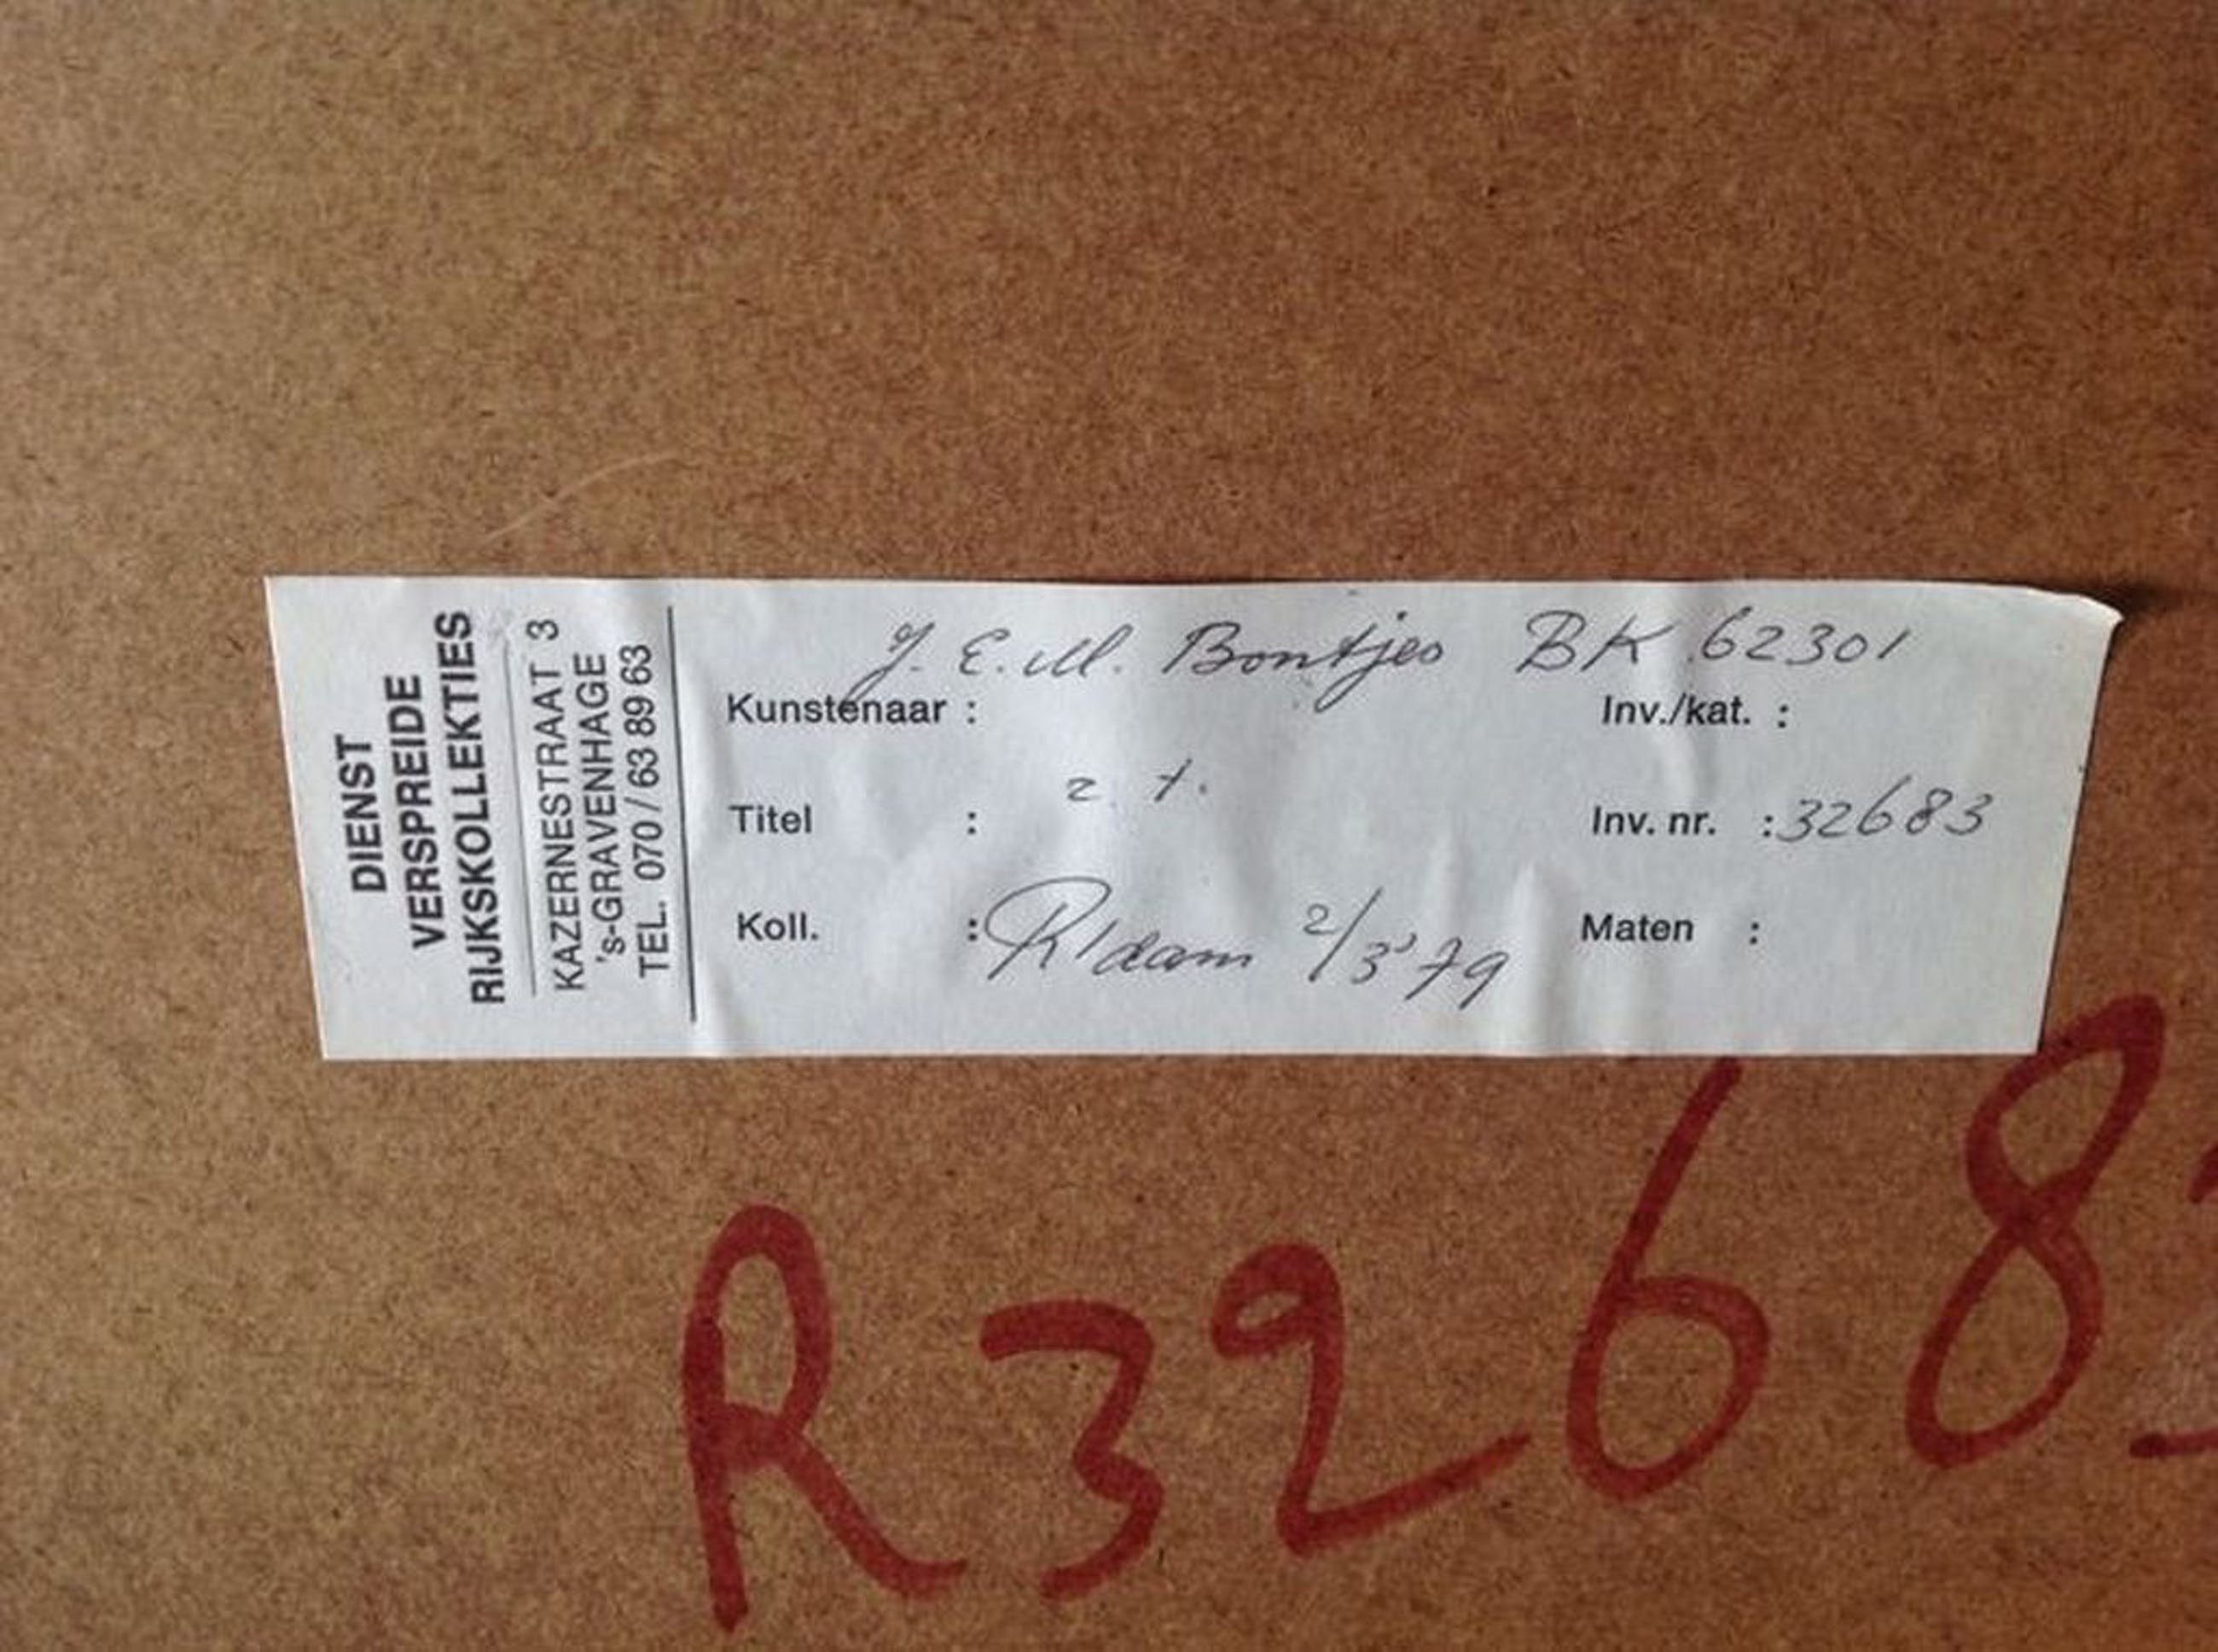 DIENST
VERSPREIDE
RIJKSKOLLEKTIES
KAZERNESTRAAT 3
's-GRAVENHAGE
TEL. 070/63 89 63
J. E. M. Bontjes BK 62301
Kunstenaar : Inv./kat. :
z. t.
Titel : Inv. nr. : 32683
Koll. : R'dam 2/3'79 Maten :
R3268